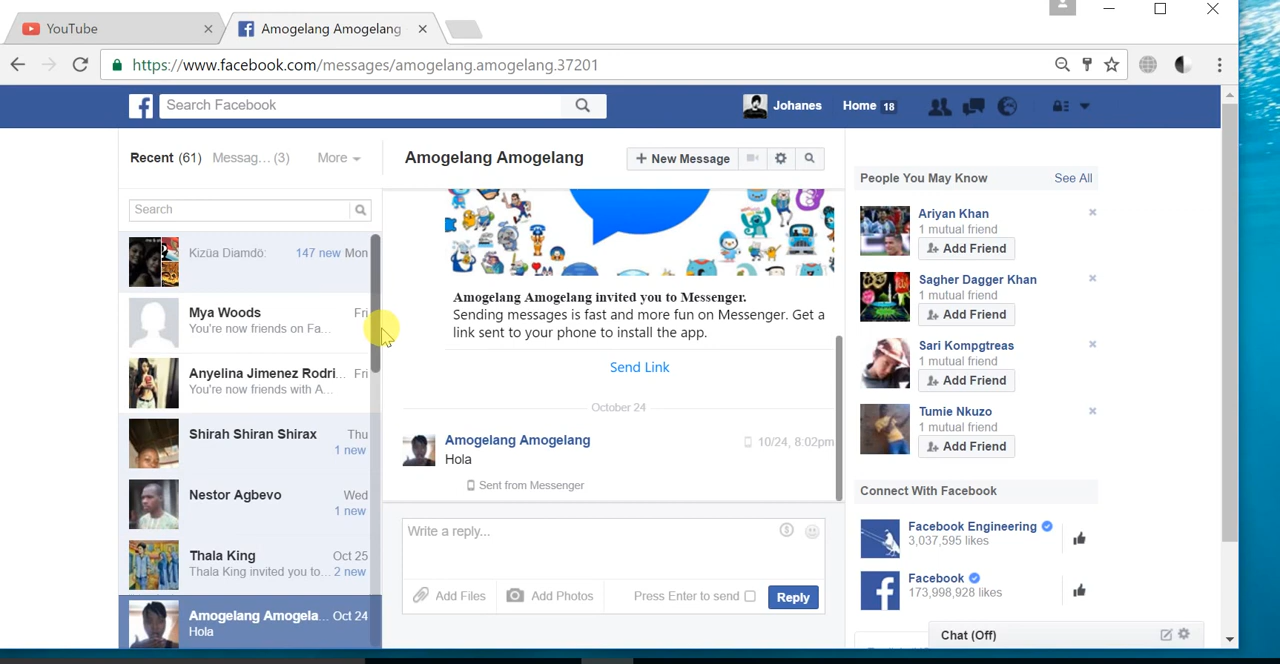 YouTube
Amogelang Amogelang
https://www.facebook.com/messages/amogelang.amogelang.37201
Search Facebook
Johanes
Home 18
Recent (61) Messag... (3) More
Amogelang Amogelang
+ New Message
People You May Know See All
Search
Kizüa Diamdö: 147 new Mon
Mya Woods Fri
You're now friends on Fa...
Anyelina Jimenez Rodri... Fri
You're now friends with A...
Shirah Shiran Shirax Thu
1 new
Nestor Agbevo Wed
1 new
Thala King Oct 25
Thala King invited you to... 2 new
Amogelang Amogela... Oct 24
Hola
Amogelang Amogelang invited you to Messenger.
Sending messages is fast and more fun on Messenger. Get a
link sent to your phone to install the app.
Send Link
October 24
Amogelang Amogelang 10/24, 8:02pm
Hola
Sent from Messenger
Write a reply...
Add Files Add Photos Press Enter to send Reply
Ariyan Khan
1 mutual friend
Add Friend
Sagher Dagger Khan
1 mutual friend
Add Friend
Sari Kompgtreas
1 mutual friend
Add Friend
Tumie Nkuzo
1 mutual friend
Add Friend
Connect With Facebook
Facebook Engineering
3,037,595 likes
Facebook
173,998,928 likes
Chat (Off)